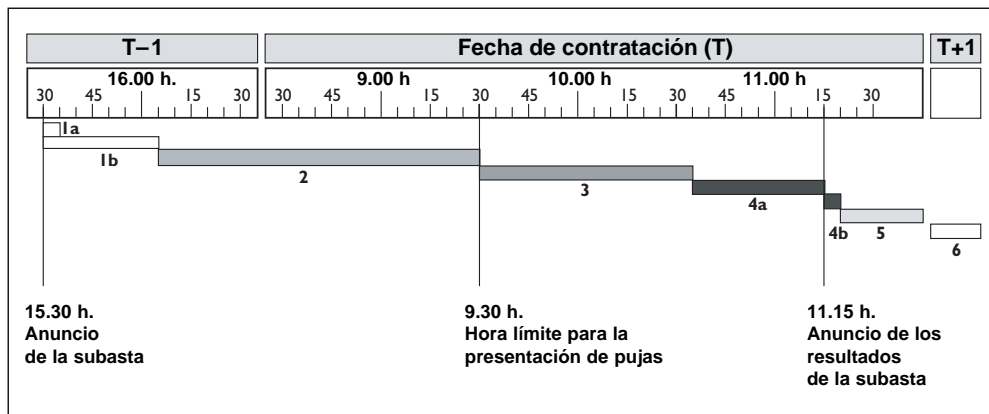 T–1 Fecha de contratación (T) T+1
16.00 h. 9.00 h 10.00 h 11.00 h
30 45 15 30 30 45 15 30 45 15 30 45 15 30
1a
1b
2
3
4a
4b 5
6
15.30 h. 9.30 h. 11.15 h.
Anuncio Hora límite para la Anuncio de los
de la subasta presentación de pujas resultados
de la subasta